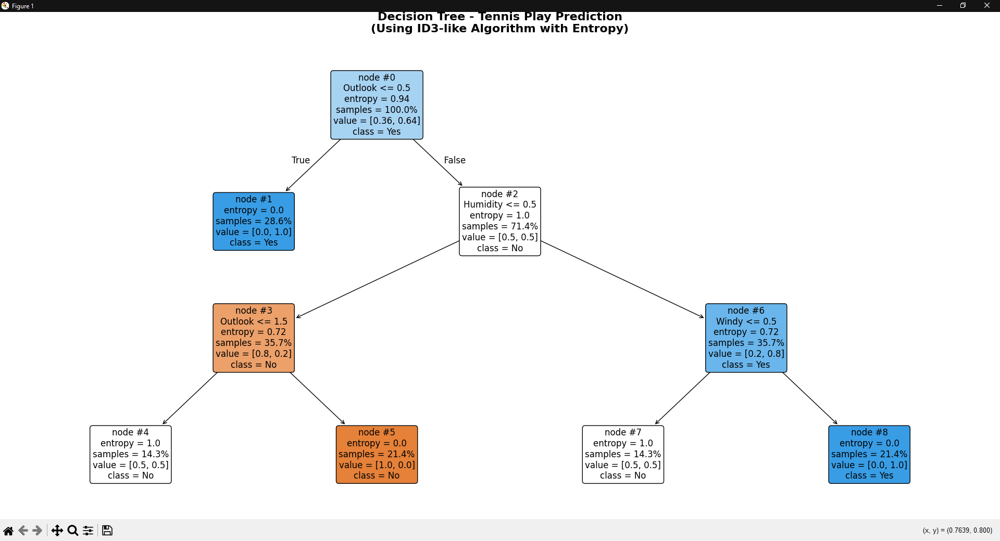 Figure 1
Decision Tree - Tennis Play Prediction
(Using ID3-like Algorithm with Entropy)
node #0
Outlook <= 0.5
entropy = 0.94
samples = 100.0%
value = [0.36, 0.64]
class = Yes
True
False
node #1
entropy = 0.0
samples = 28.6%
value = [0.0, 1.0]
class = Yes
node #2
Humidity <= 0.5
entropy = 1.0
samples = 71.4%
value = [0.5, 0.5]
class = No
node #3
Outlook <= 1.5
entropy = 0.72
samples = 35.7%
value = [0.8, 0.2]
class = No
node #6
Windy <= 0.5
entropy = 0.72
samples = 35.7%
value = [0.2, 0.8]
class = Yes
node #4
entropy = 1.0
samples = 14.3%
value = [0.5, 0.5]
class = No
node #5
entropy = 0.0
samples = 21.4%
value = [1.0, 0.0]
class = No
node #7
entropy = 1.0
samples = 14.3%
value = [0.5, 0.5]
class = No
node #8
entropy = 0.0
samples = 21.4%
value = [0.0, 1.0]
class = Yes
(x, y) = (0.7639, 0.800)